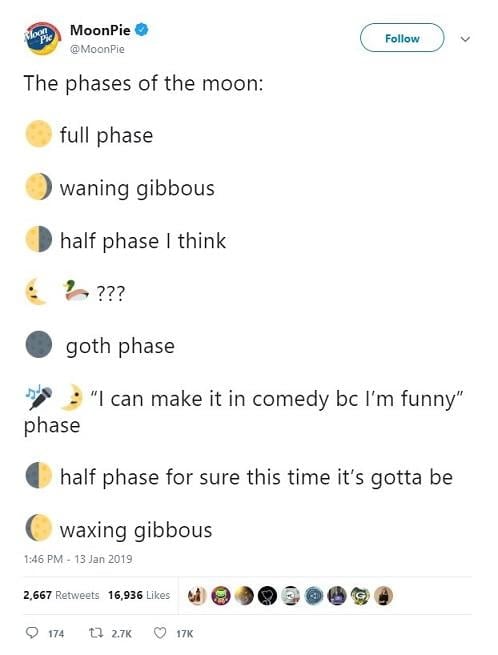 Moon
Pie
MoonPie
@MoonPie
Follow
The phases of the moon:
🌕 full phase
🌖 waning gibbous
🌗 half phase I think
🌜 🦆 ???
🌑 goth phase
🎤 🌛 “I can make it in comedy bc I’m funny”
phase
🌓 half phase for sure this time it’s gotta be
🌔 waxing gibbous
1:46 PM - 13 Jan 2019
2,667 Retweets 16,936 Likes
174 2.7K 17K